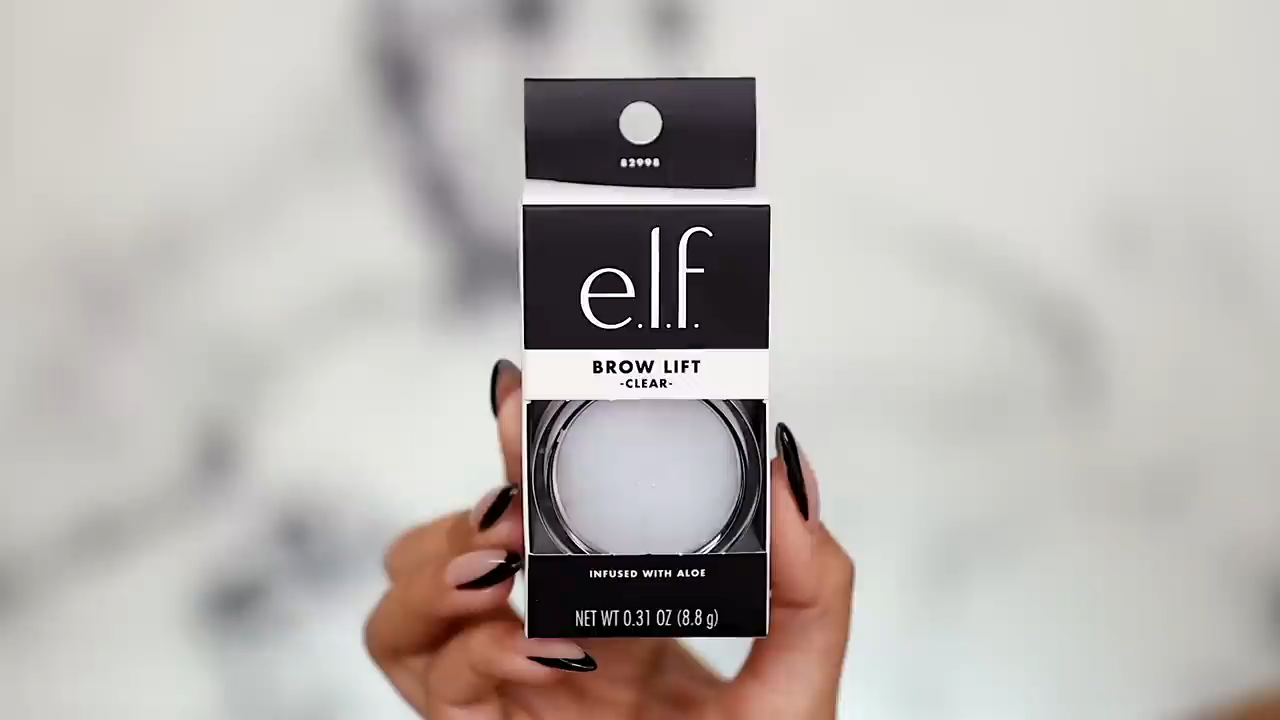 82998
e.l.f.
BROW LIFT
-CLEAR-
INFUSED WITH ALOE
NET WT 0.31 OZ (8.8 g)